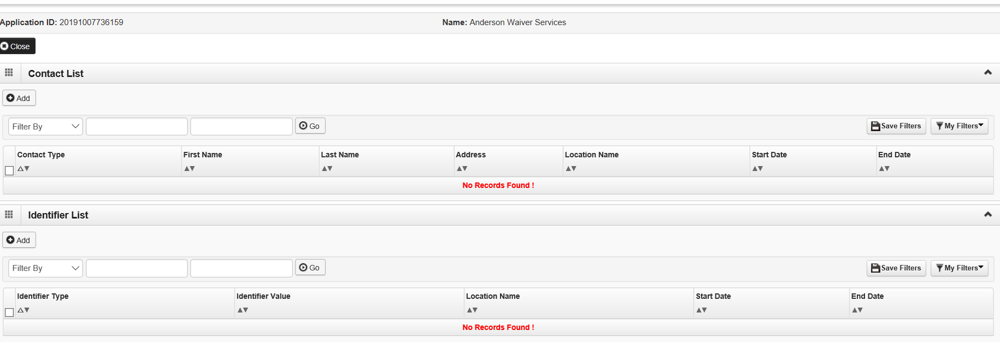 Application ID: 20191007736159 Name: Anderson Waiver Services
Close
Contact List
Add
Filter By Go Save Filters My Filters
Contact Type First Name Last Name Address Location Name Start Date End Date
No Records Found !
Identifier List
Add
Filter By Go Save Filters My Filters
Identifier Type Identifier Value Location Name Start Date End Date
No Records Found !